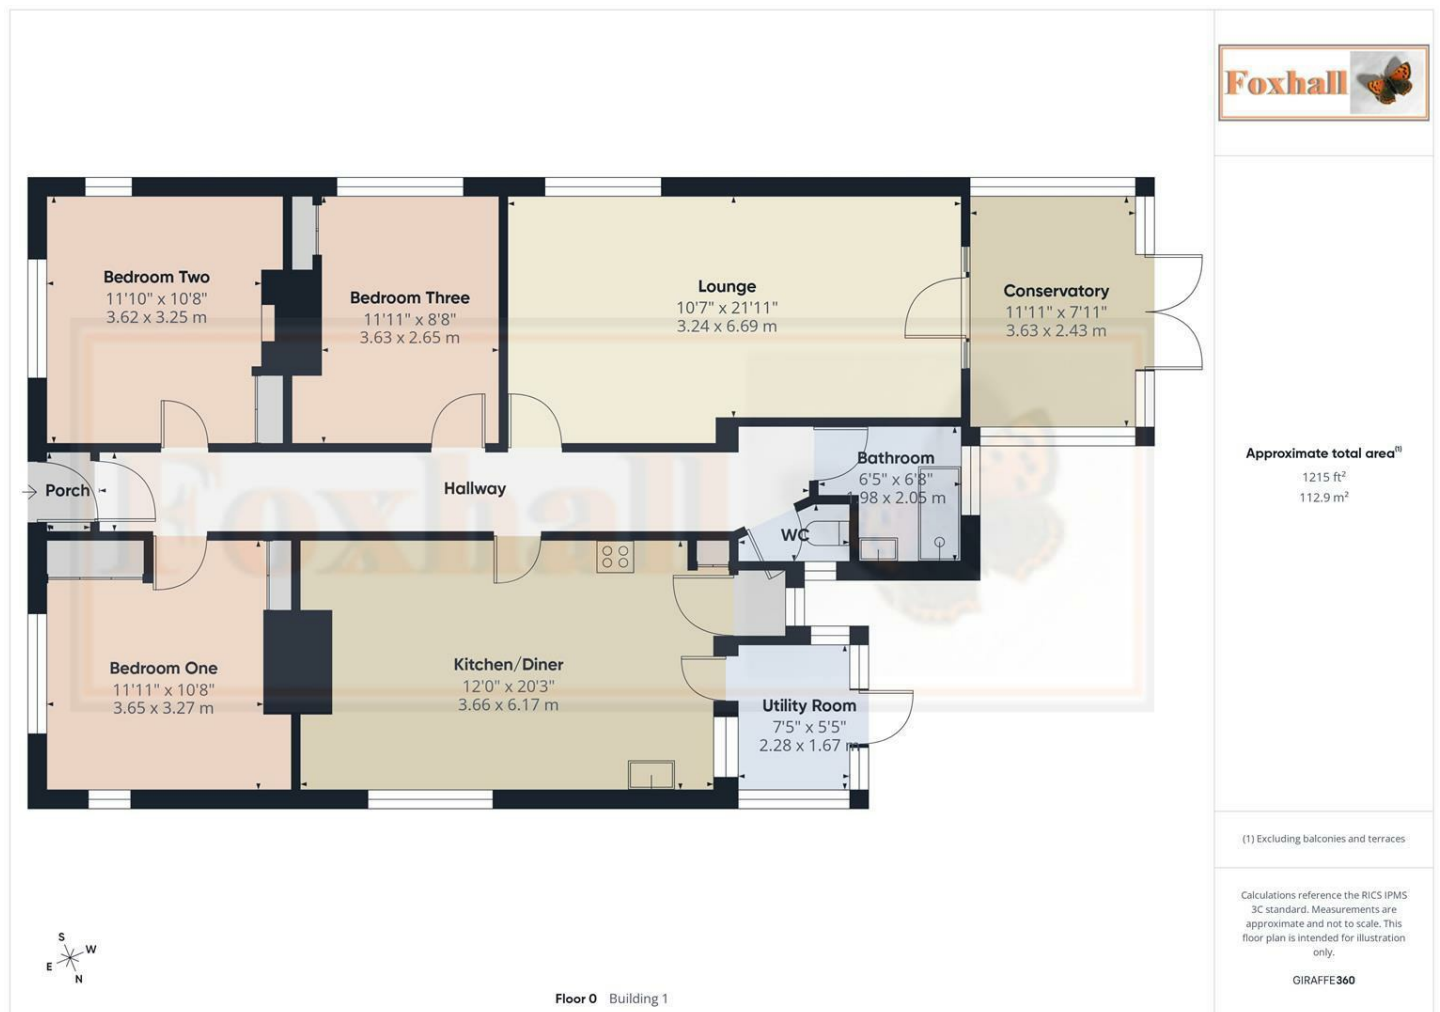 Foxhall
Bedroom Two
11'10" x 10'8"
3.62 x 3.25 m
Bedroom Three
11'11" x 8'8"
3.63 x 2.65 m
Lounge
10'7" x 21'11"
3.24 x 6.69 m
Conservatory
11'11" x 7'11"
3.63 x 2.43 m
Porch
Hallway
Bathroom
6'5" x 6'8"
1.98 x 2.05 m
WC
Foxhall
Bedroom One
11'11" x 10'8"
3.65 x 3.27 m
Kitchen/Diner
12'0" x 20'3"
3.66 x 6.17 m
Utility Room
7'5" x 5'5"
2.28 x 1.67 m
Approximate total area(1)
1215 ft²
112.9 m²
(1) Excluding balconies and terraces
Calculations reference the RICS IPMS
3C standard. Measurements are
approximate and not to scale. This
floor plan is intended for illustration
only.
GIRAFFE360
S
W
E
N
Floor 0 Building 1